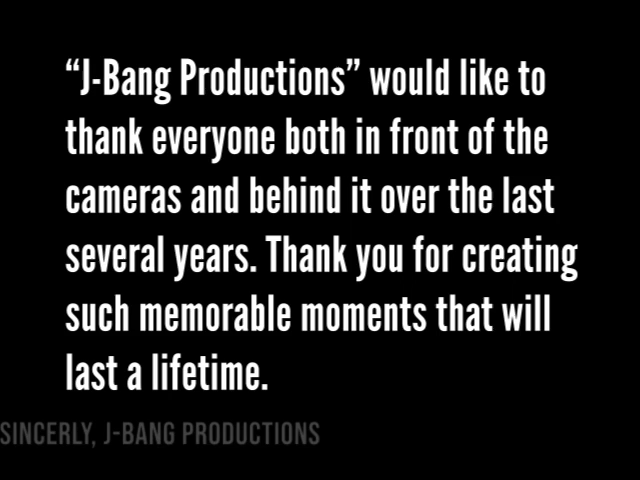 “J-Bang Productions” would like to
thank everyone both in front of the
cameras and behind it over the last
several years. Thank you for creating
such memorable moments that will
last a lifetime.
SINCERLY, J-BANG PRODUCTIONS